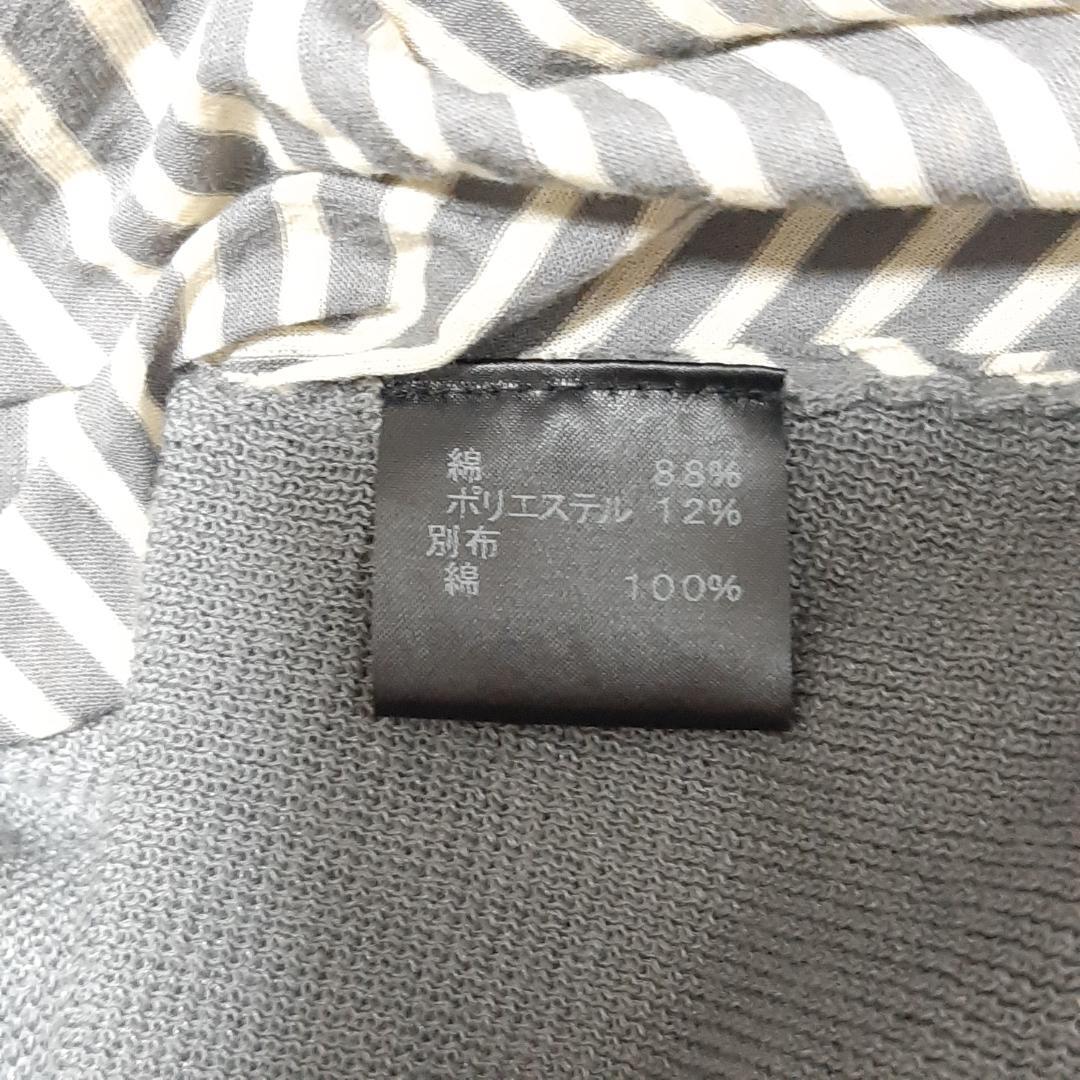 綿 88%
ポリエステル 12%
別布
綿 100%